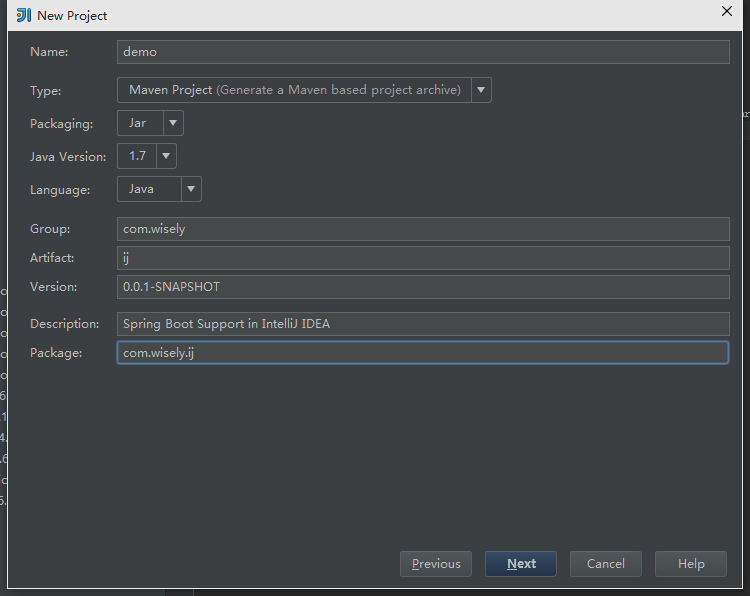 New Project
Name: demo
Type: Maven Project (Generate a Maven based project archive)
Packaging: Jar
Java Version: 1.7
Language: Java
Group: com.wisely
Artifact: ij
Version: 0.0.1-SNAPSHOT
Description: Spring Boot Support in IntelliJ IDEA
Package: com.wisely.ij
Previous Next Cancel Help